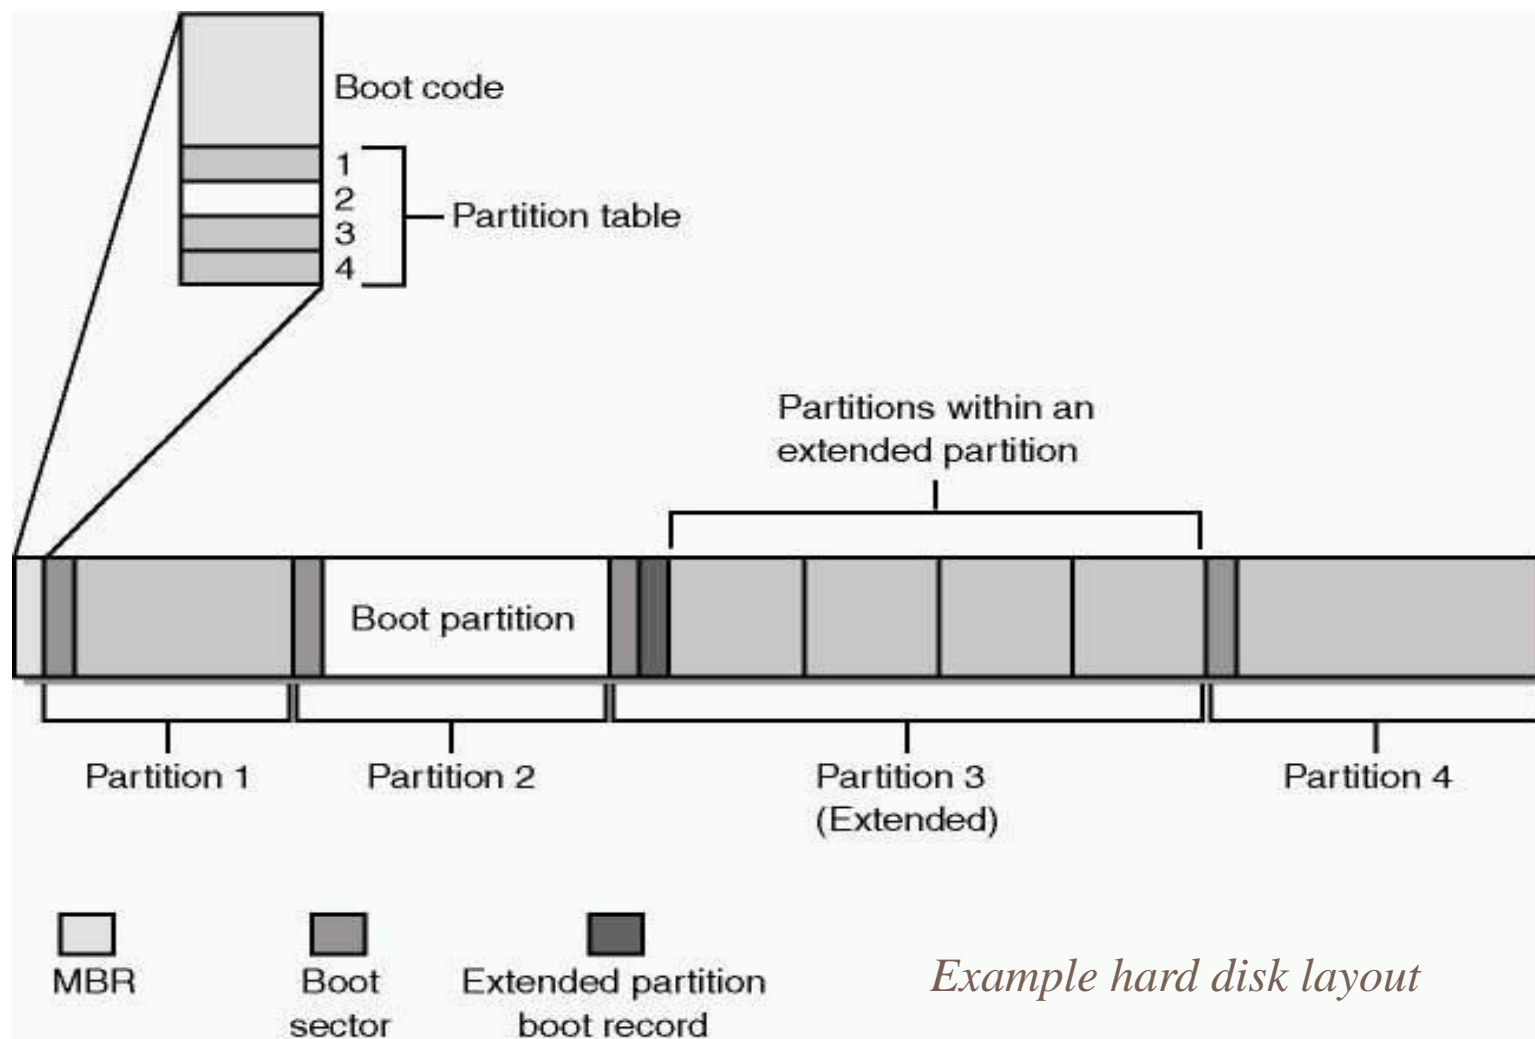 Boot code
1
2
3
4
Partition table
Partitions within an
extended partition
Boot partition
Partition 1
Partition 2
Partition 3
(Extended)
Partition 4
MBR
Boot
sector
Extended partition
boot record
Example hard disk layout